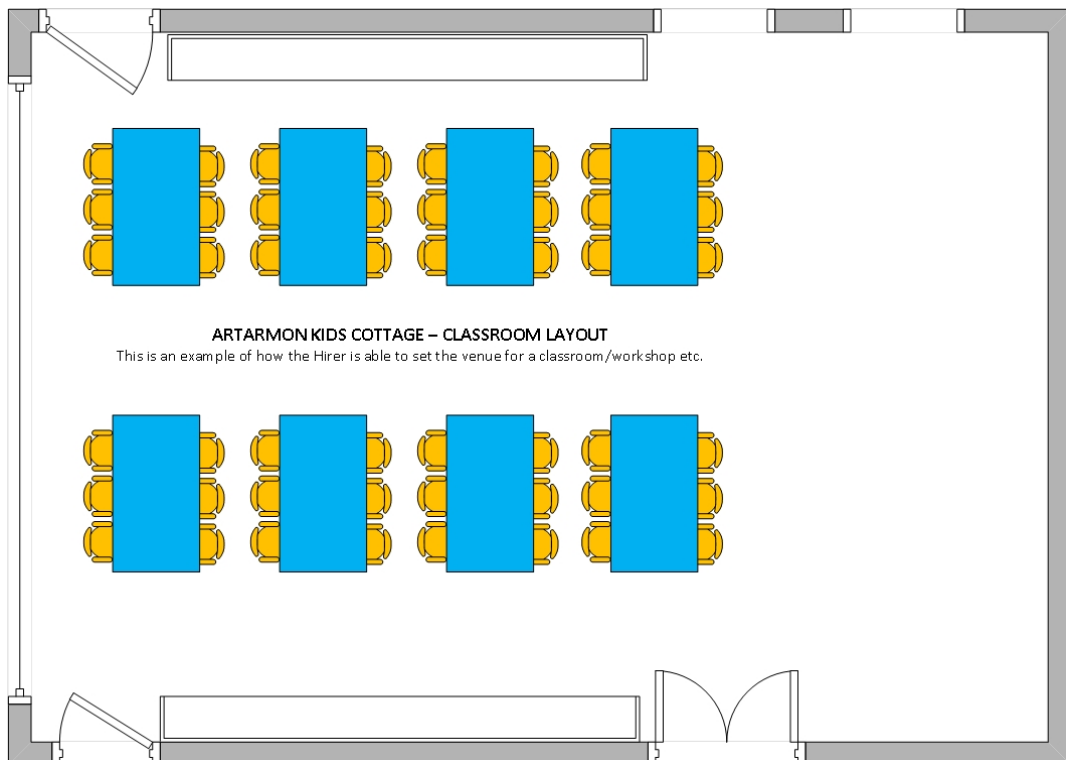 ARTARMON KIDS COTTAGE – CLASSROOM LAYOUT
This is an example of how the Hirer is able to set the venue for a classroom/workshop etc.